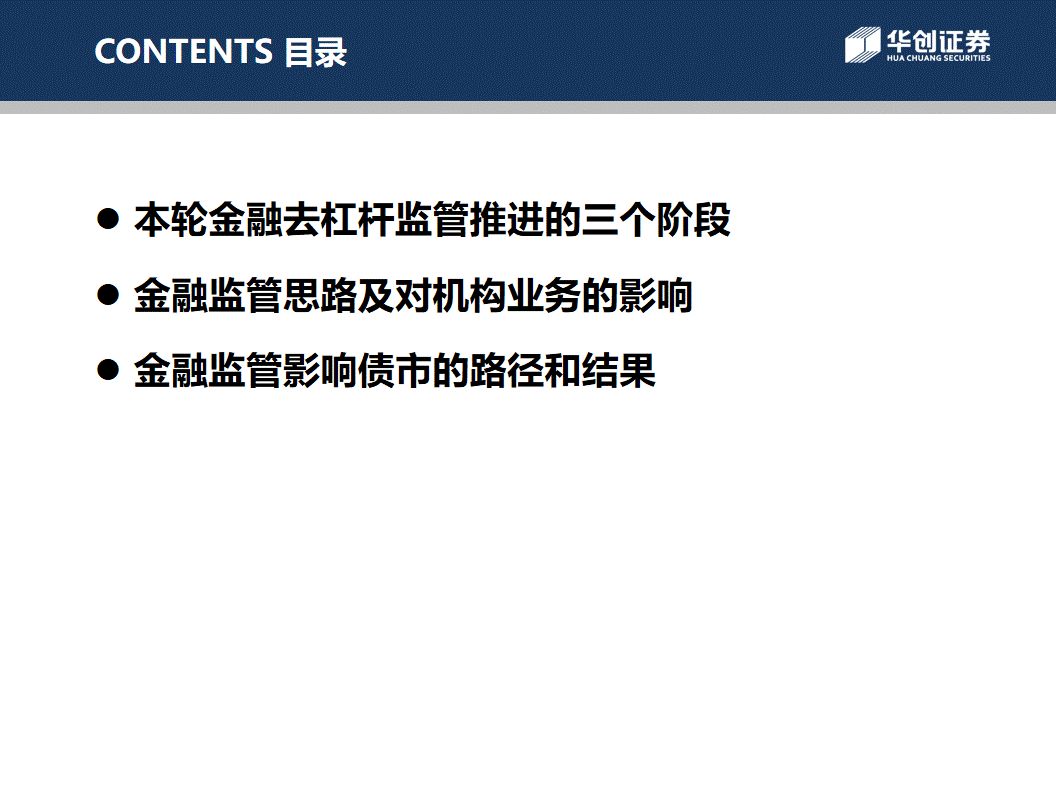 CONTENTS 目录
华创证券
HUA CHUANG SECURITIES
本轮金融去杠杆监管推进的三个阶段
金融监管思路及对机构业务的影响
金融监管影响债市的路径和结果